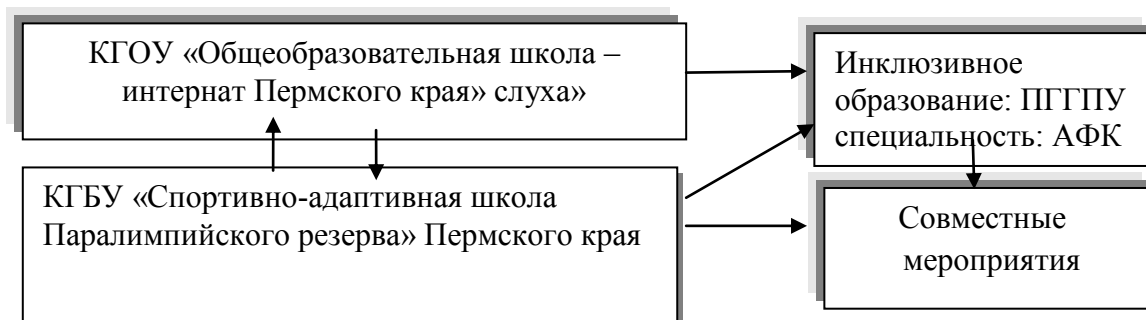 КГОУ «Общеобразовательная школа –
интернат Пермского края» слуха»
Инклюзивное
образование: ПГГПУ
специальность: АФК
КГБУ «Спортивно-адаптивная школа
Паралимпийского резерва» Пермского края
Совместные
мероприятия